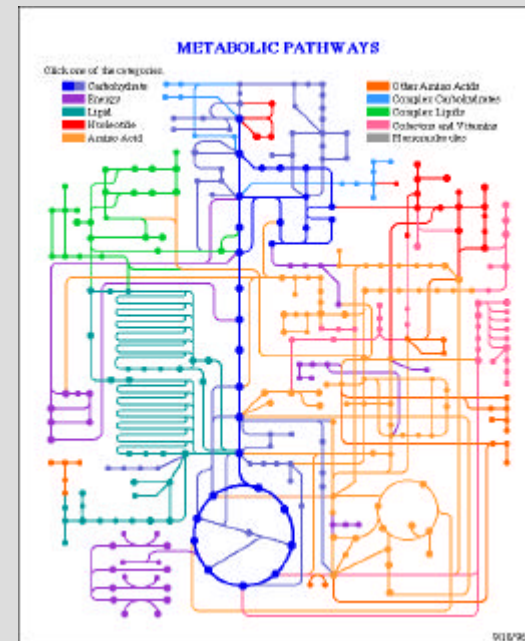 METABOLIC PATHWAYS
Click one of the categories.
Carbohydrate
Energy
Lipid
Nucleotide
Amino Acid
Other Amino Acids
Complex Carbohydrates
Complex Lipids
Cofactors and Vitamins
Macromolecules